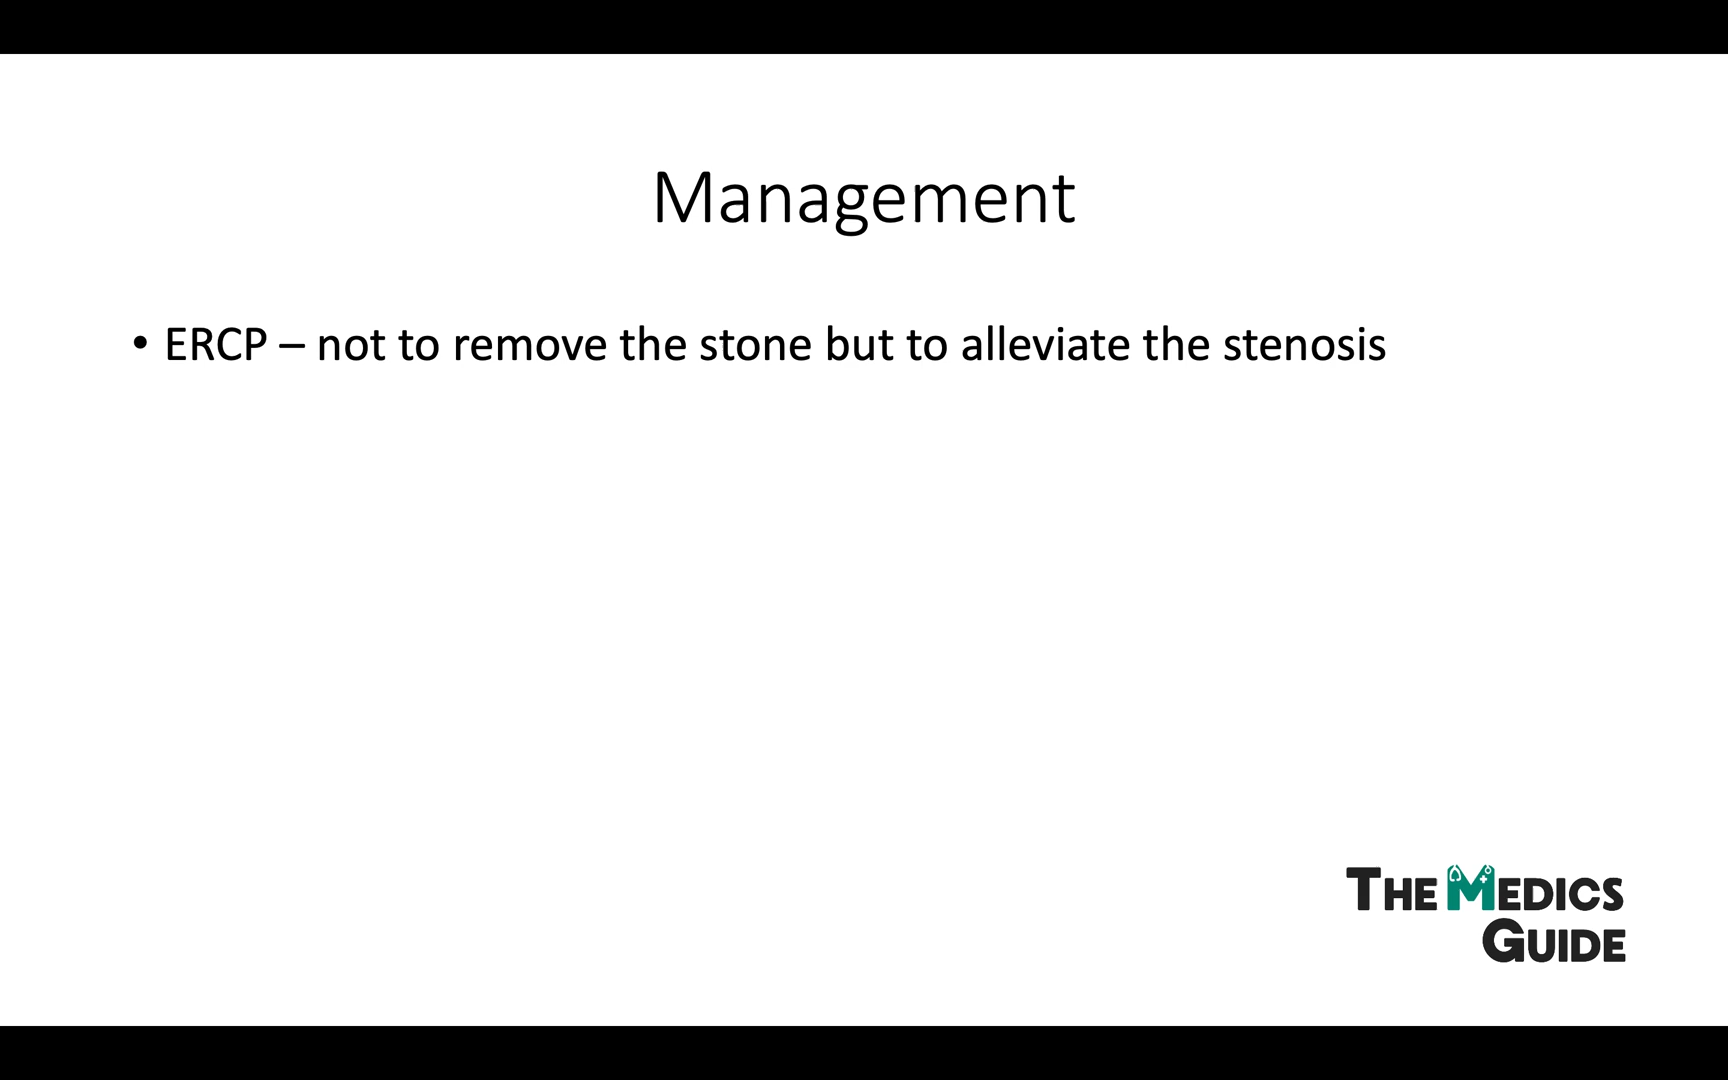 Management
• ERCP – not to remove the stone but to alleviate the stenosis
THE MEDICS
GUIDE